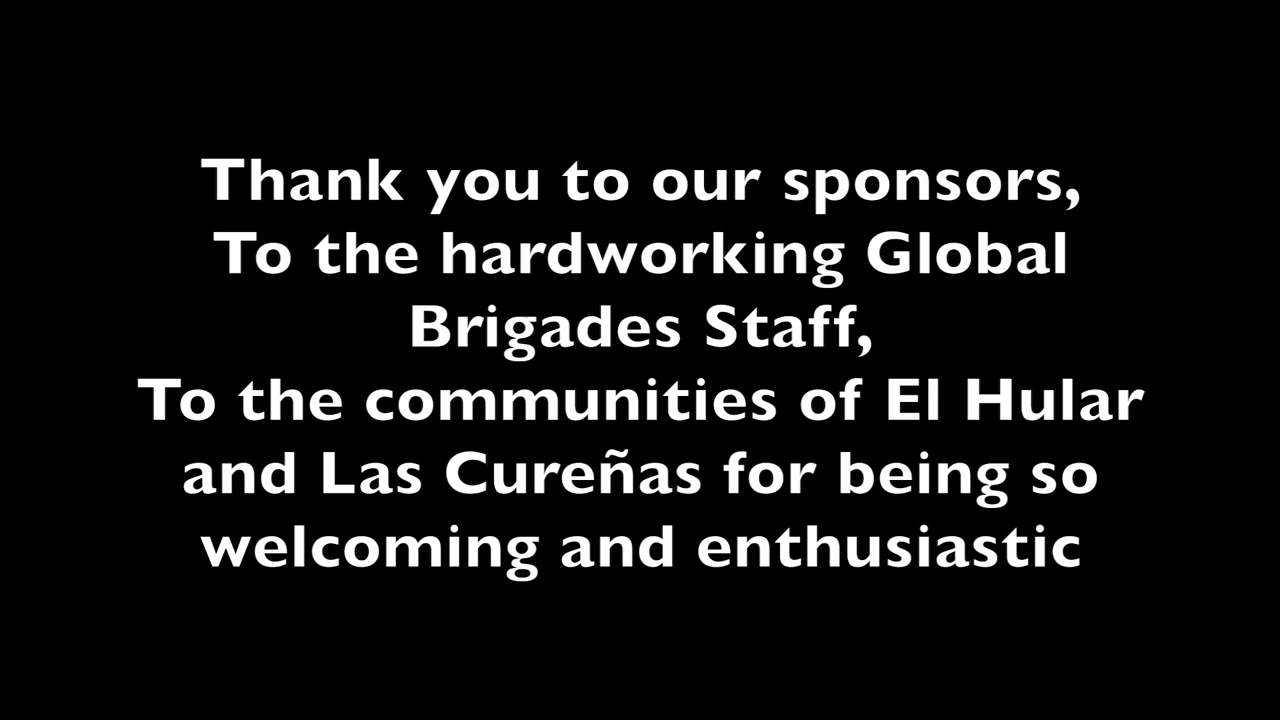 Thank you to our sponsors,
To the hardworking Global
Brigades Staff,
To the communities of El Hular
and Las Cureñas for being so
welcoming and enthusiastic